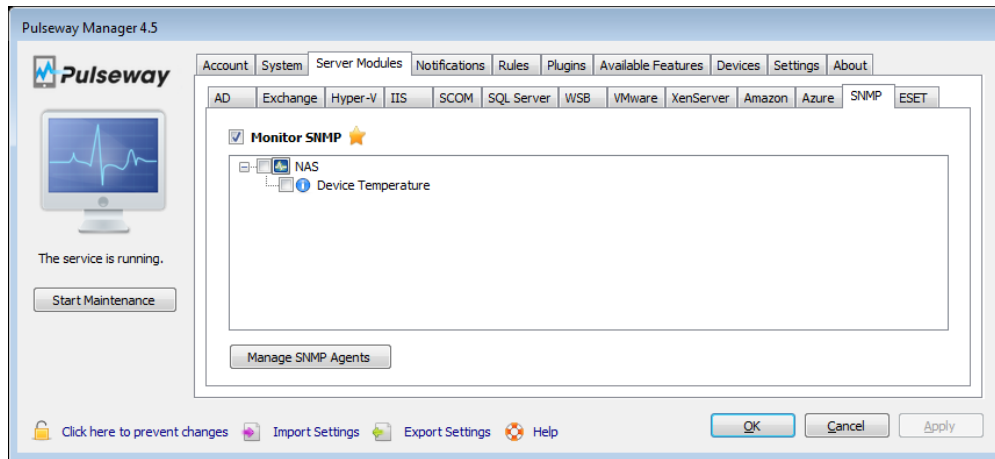 Pulseway Manager 4.5
Pulseway
Account System Server Modules Notifications Rules Plugins Available Features Devices Settings About
AD Exchange Hyper-V IIS SCOM SQL Server WSB VMware XenServer Amazon Azure SNMP ESET
Monitor SNMP
NAS
Device Temperature
The service is running.
Start Maintenance
Manage SNMP Agents
Click here to prevent changes Import Settings Export Settings Help
OK Cancel Apply